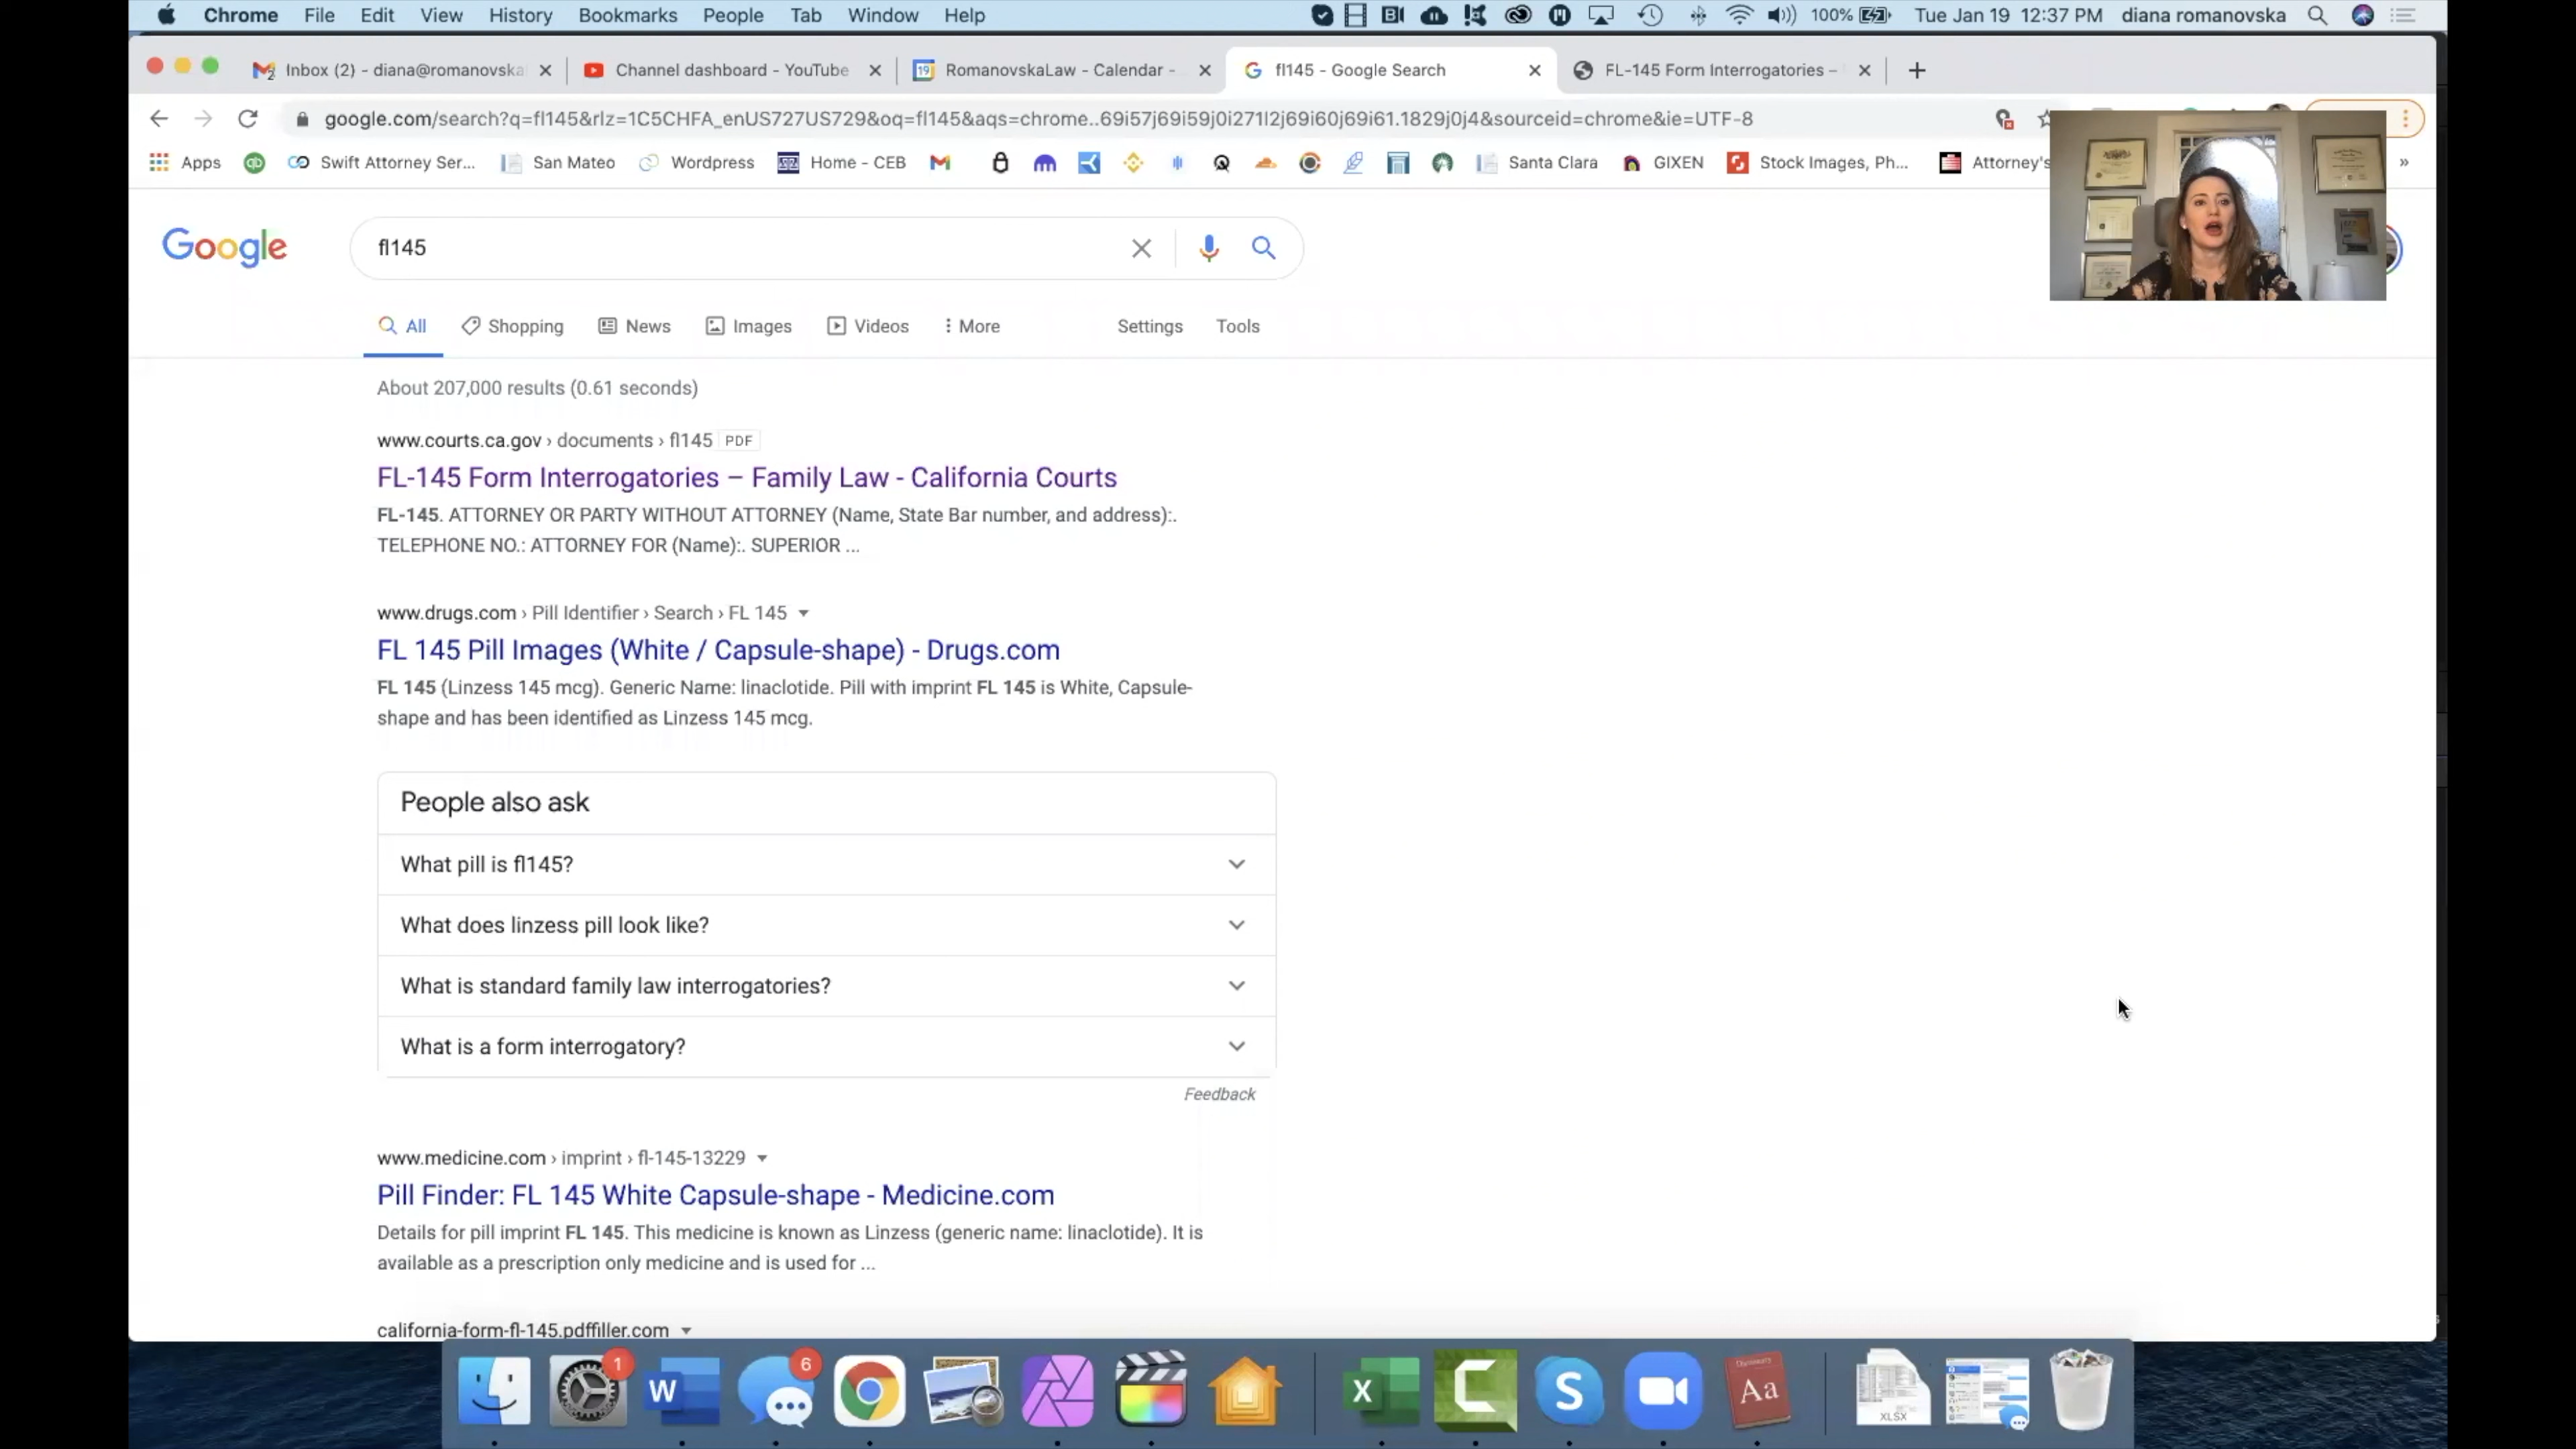 Chrome File Edit View History Bookmarks People Tab Window Help 100% Tue Jan 19 12:37 PM diana romanovska
Inbox (2) - diana@romanovska Channel dashboard - YouTube RomanovskaLaw - Calendar - fl145 - Google Search FL-145 Form Interrogatories –
google.com/search?q=fl145&rlz=1C5CHFA_enUS727US729&oq=fl145&aqs=chrome..69i57j69i59j0i271l2j69i60j69i61.1829j0j4&sourceid=chrome&ie=UTF-8
Apps Swift Attorney Ser... San Mateo Wordpress Home - CEB Santa Clara GIXEN Stock Images, Ph... Attorney's »
Google fl145
All Shopping News Images Videos More Settings Tools
About 207,000 results (0.61 seconds)
www.courts.ca.gov › documents › fl145 PDF
FL-145 Form Interrogatories – Family Law - California Courts
FL-145. ATTORNEY OR PARTY WITHOUT ATTORNEY (Name, State Bar number, and address):.
TELEPHONE NO.: ATTORNEY FOR (Name):. SUPERIOR ...
www.drugs.com › Pill Identifier › Search › FL 145
FL 145 Pill Images (White / Capsule-shape) - Drugs.com
FL 145 (Linzess 145 mcg). Generic Name: linaclotide. Pill with imprint FL 145 is White, Capsule-
shape and has been identified as Linzess 145 mcg.
People also ask
What pill is fl145?
What does linzess pill look like?
What is standard family law interrogatories?
What is a form interrogatory?
Feedback
www.medicine.com › imprint › fl-145-13229
Pill Finder: FL 145 White Capsule-shape - Medicine.com
Details for pill imprint FL 145. This medicine is known as Linzess (generic name: linaclotide). It is
available as a prescription only medicine and is used for ...
california-form-fl-145.pdffiller.com
1 W 6 X S Dictionary Aa XLSX